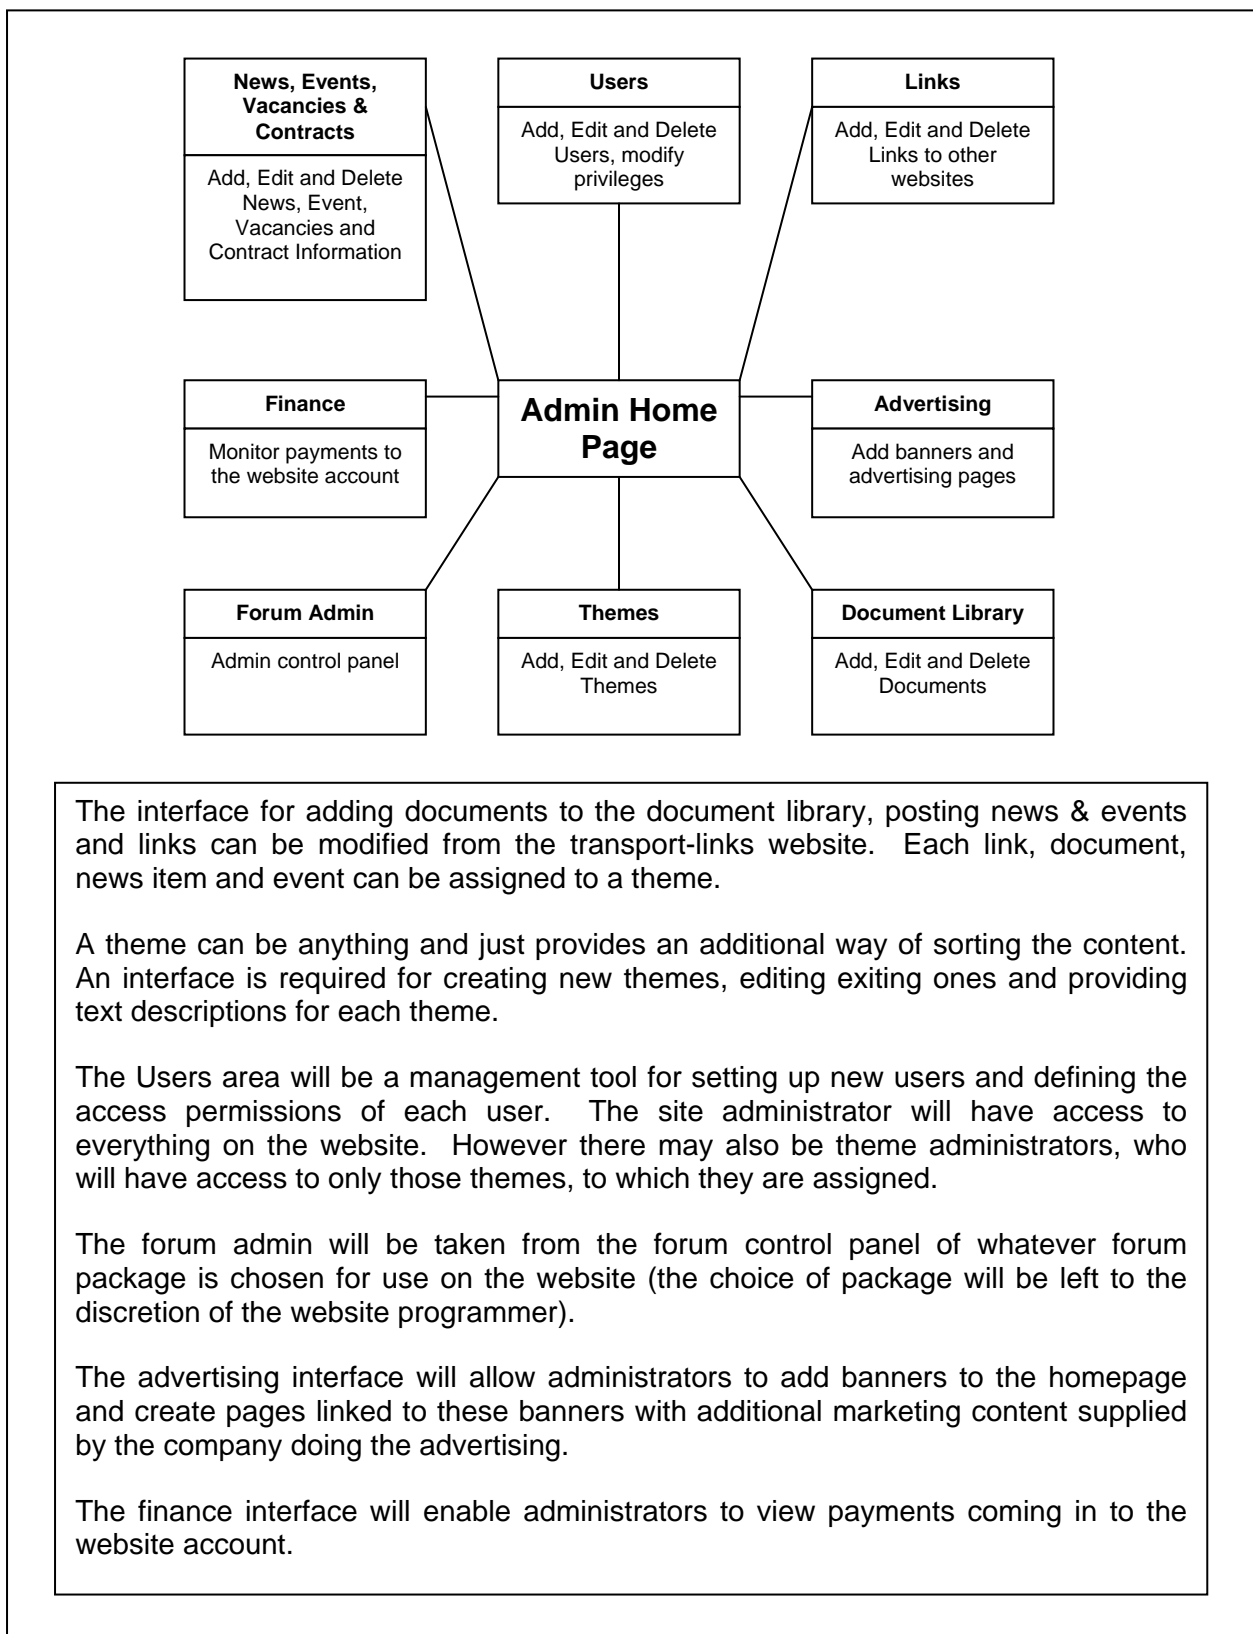 News, Events,
Vacancies &
Contracts
Add, Edit and Delete
News, Event,
Vacancies and
Contract Information
Users
Add, Edit and Delete
Users, modify
privileges
Links
Add, Edit and Delete
Links to other
websites
Finance
Monitor payments to
the website account
Admin Home
Page
Advertising
Add banners and
advertising pages
Forum Admin
Admin control panel
Themes
Add, Edit and Delete
Themes
Document Library
Add, Edit and Delete
Documents
The interface for adding documents to the document library, posting news & events
and links can be modified from the transport-links website. Each link, document,
news item and event can be assigned to a theme.
A theme can be anything and just provides an additional way of sorting the content.
An interface is required for creating new themes, editing exiting ones and providing
text descriptions for each theme.
The Users area will be a management tool for setting up new users and defining the
access permissions of each user. The site administrator will have access to
everything on the website. However there may also be theme administrators, who
will have access to only those themes, to which they are assigned.
The forum admin will be taken from the forum control panel of whatever forum
package is chosen for use on the website (the choice of package will be left to the
discretion of the website programmer).
The advertising interface will allow administrators to add banners to the homepage
and create pages linked to these banners with additional marketing content supplied
by the company doing the advertising.
The finance interface will enable administrators to view payments coming in to the
website account.